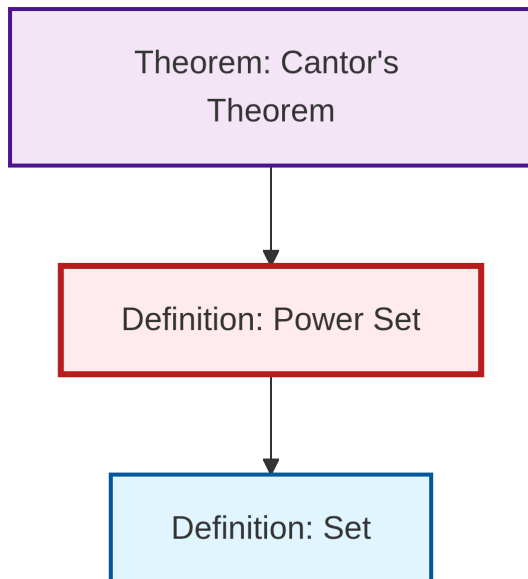 Theorem: Cantor's
Theorem
Definition: Power Set
Definition: Set